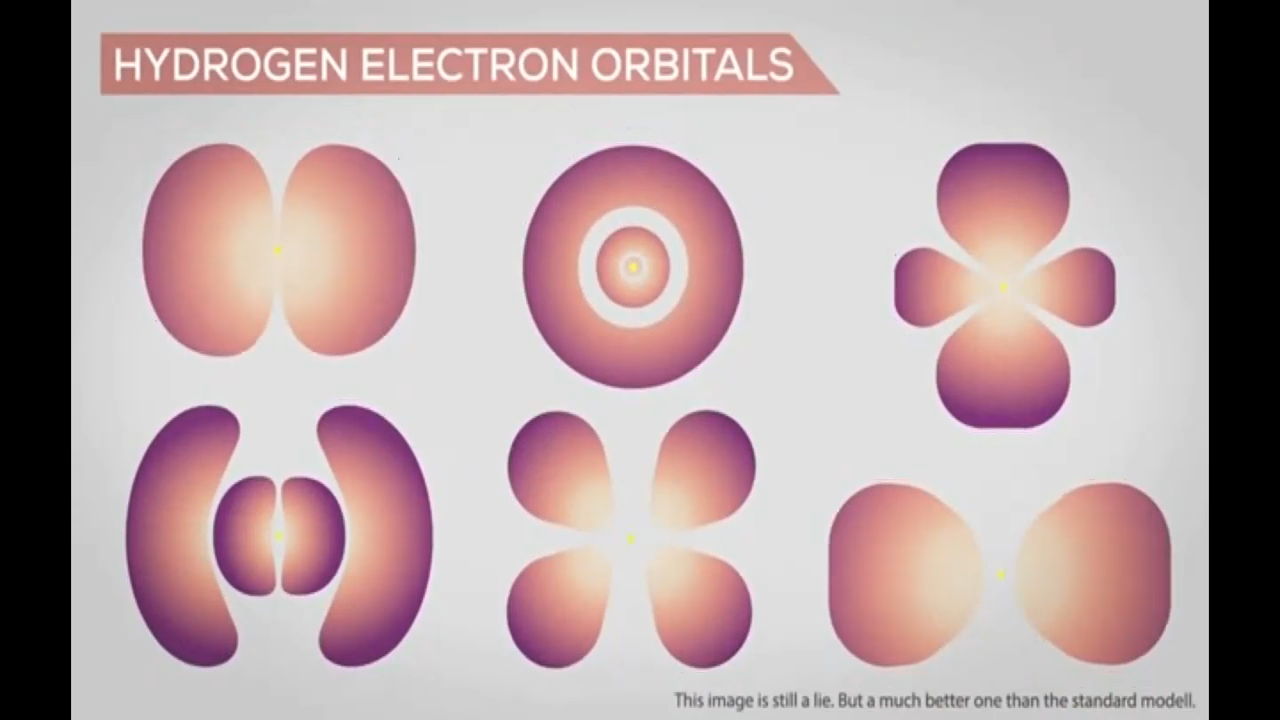 HYDROGEN ELECTRON ORBITALS
This image is still a lie. But a much better one than the standard modell.